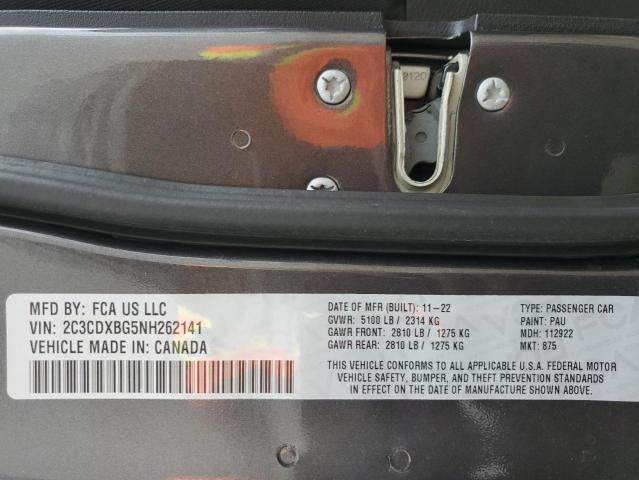 012D
MFD BY: FCA US LLC
VIN: 2C3CDXBG5NH262141
VEHICLE MADE IN: CANADA
DATE OF MFR (BUILT): 11-22
GVWR: 5100 LB / 2314 KG
GAWR FRONT: 2810 LB / 1275 KG
GAWR REAR: 2810 LB / 1275 KG
TYPE: PASSENGER CAR
PAINT: PAU
MDH: 112922
MKT: 875
THIS VEHICLE CONFORMS TO ALL APPLICABLE U.S.A. FEDERAL MOTOR
VEHICLE SAFETY, BUMPER, AND THEFT PREVENTION STANDARDS
IN EFFECT ON THE DATE OF MANUFACTURE SHOWN ABOVE.